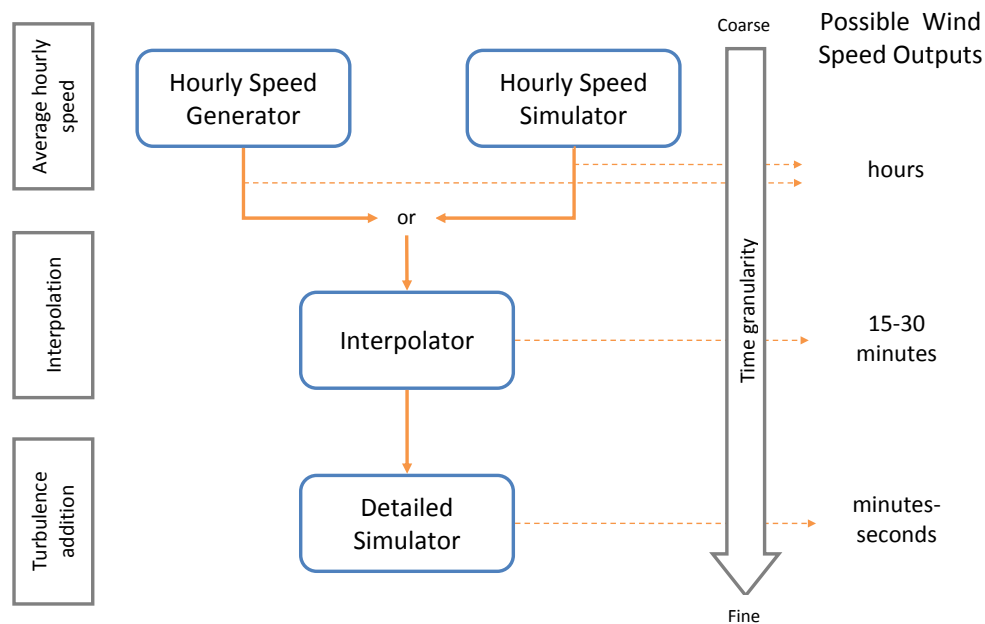 Coarse
Possible Wind
Speed Outputs
Average hourly
speed
Hourly Speed
Generator
Hourly Speed
Simulator
hours
or
Interpolation
Interpolator
Time granularity
15-30
minutes
Turbulence
addition
Detailed
Simulator
minutes-
seconds
Fine